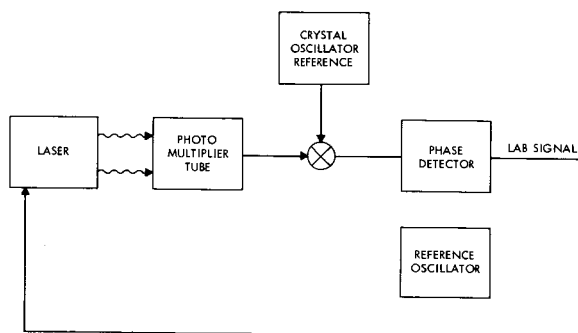 CRYSTAL
OSCILLATOR
REFERENCE
LASER
PHOTO
MULTIPLIER
TUBE
PHASE
DETECTOR
LAB SIGNAL
REFERENCE
OSCILLATOR